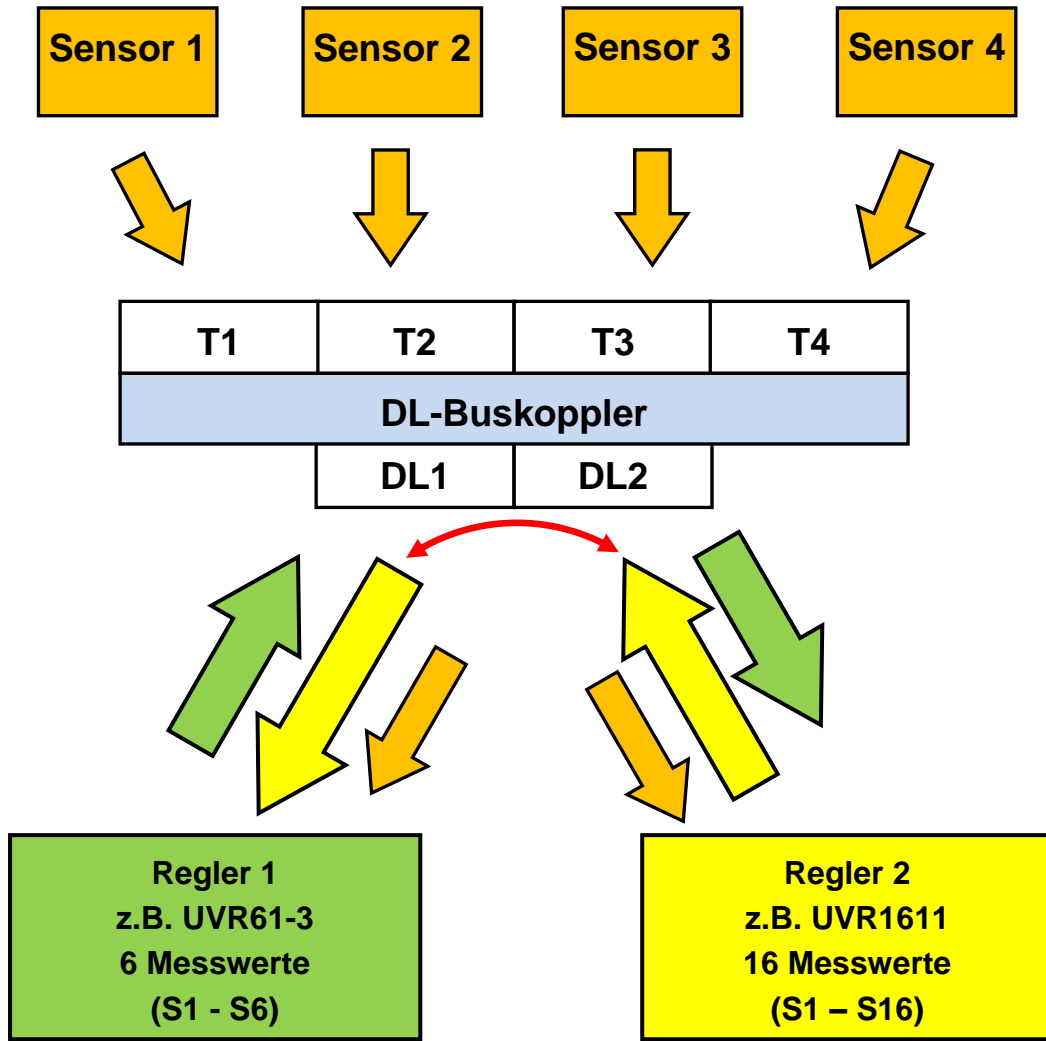 Sensor 1
Sensor 2
Sensor 3
Sensor 4
T1
T2
T3
T4
DL-Buskoppler
DL1
DL2
Regler 1
z.B. UVR61-3
6 Messwerte
(S1 - S6)
Regler 2
z.B. UVR1611
16 Messwerte
(S1 – S16)